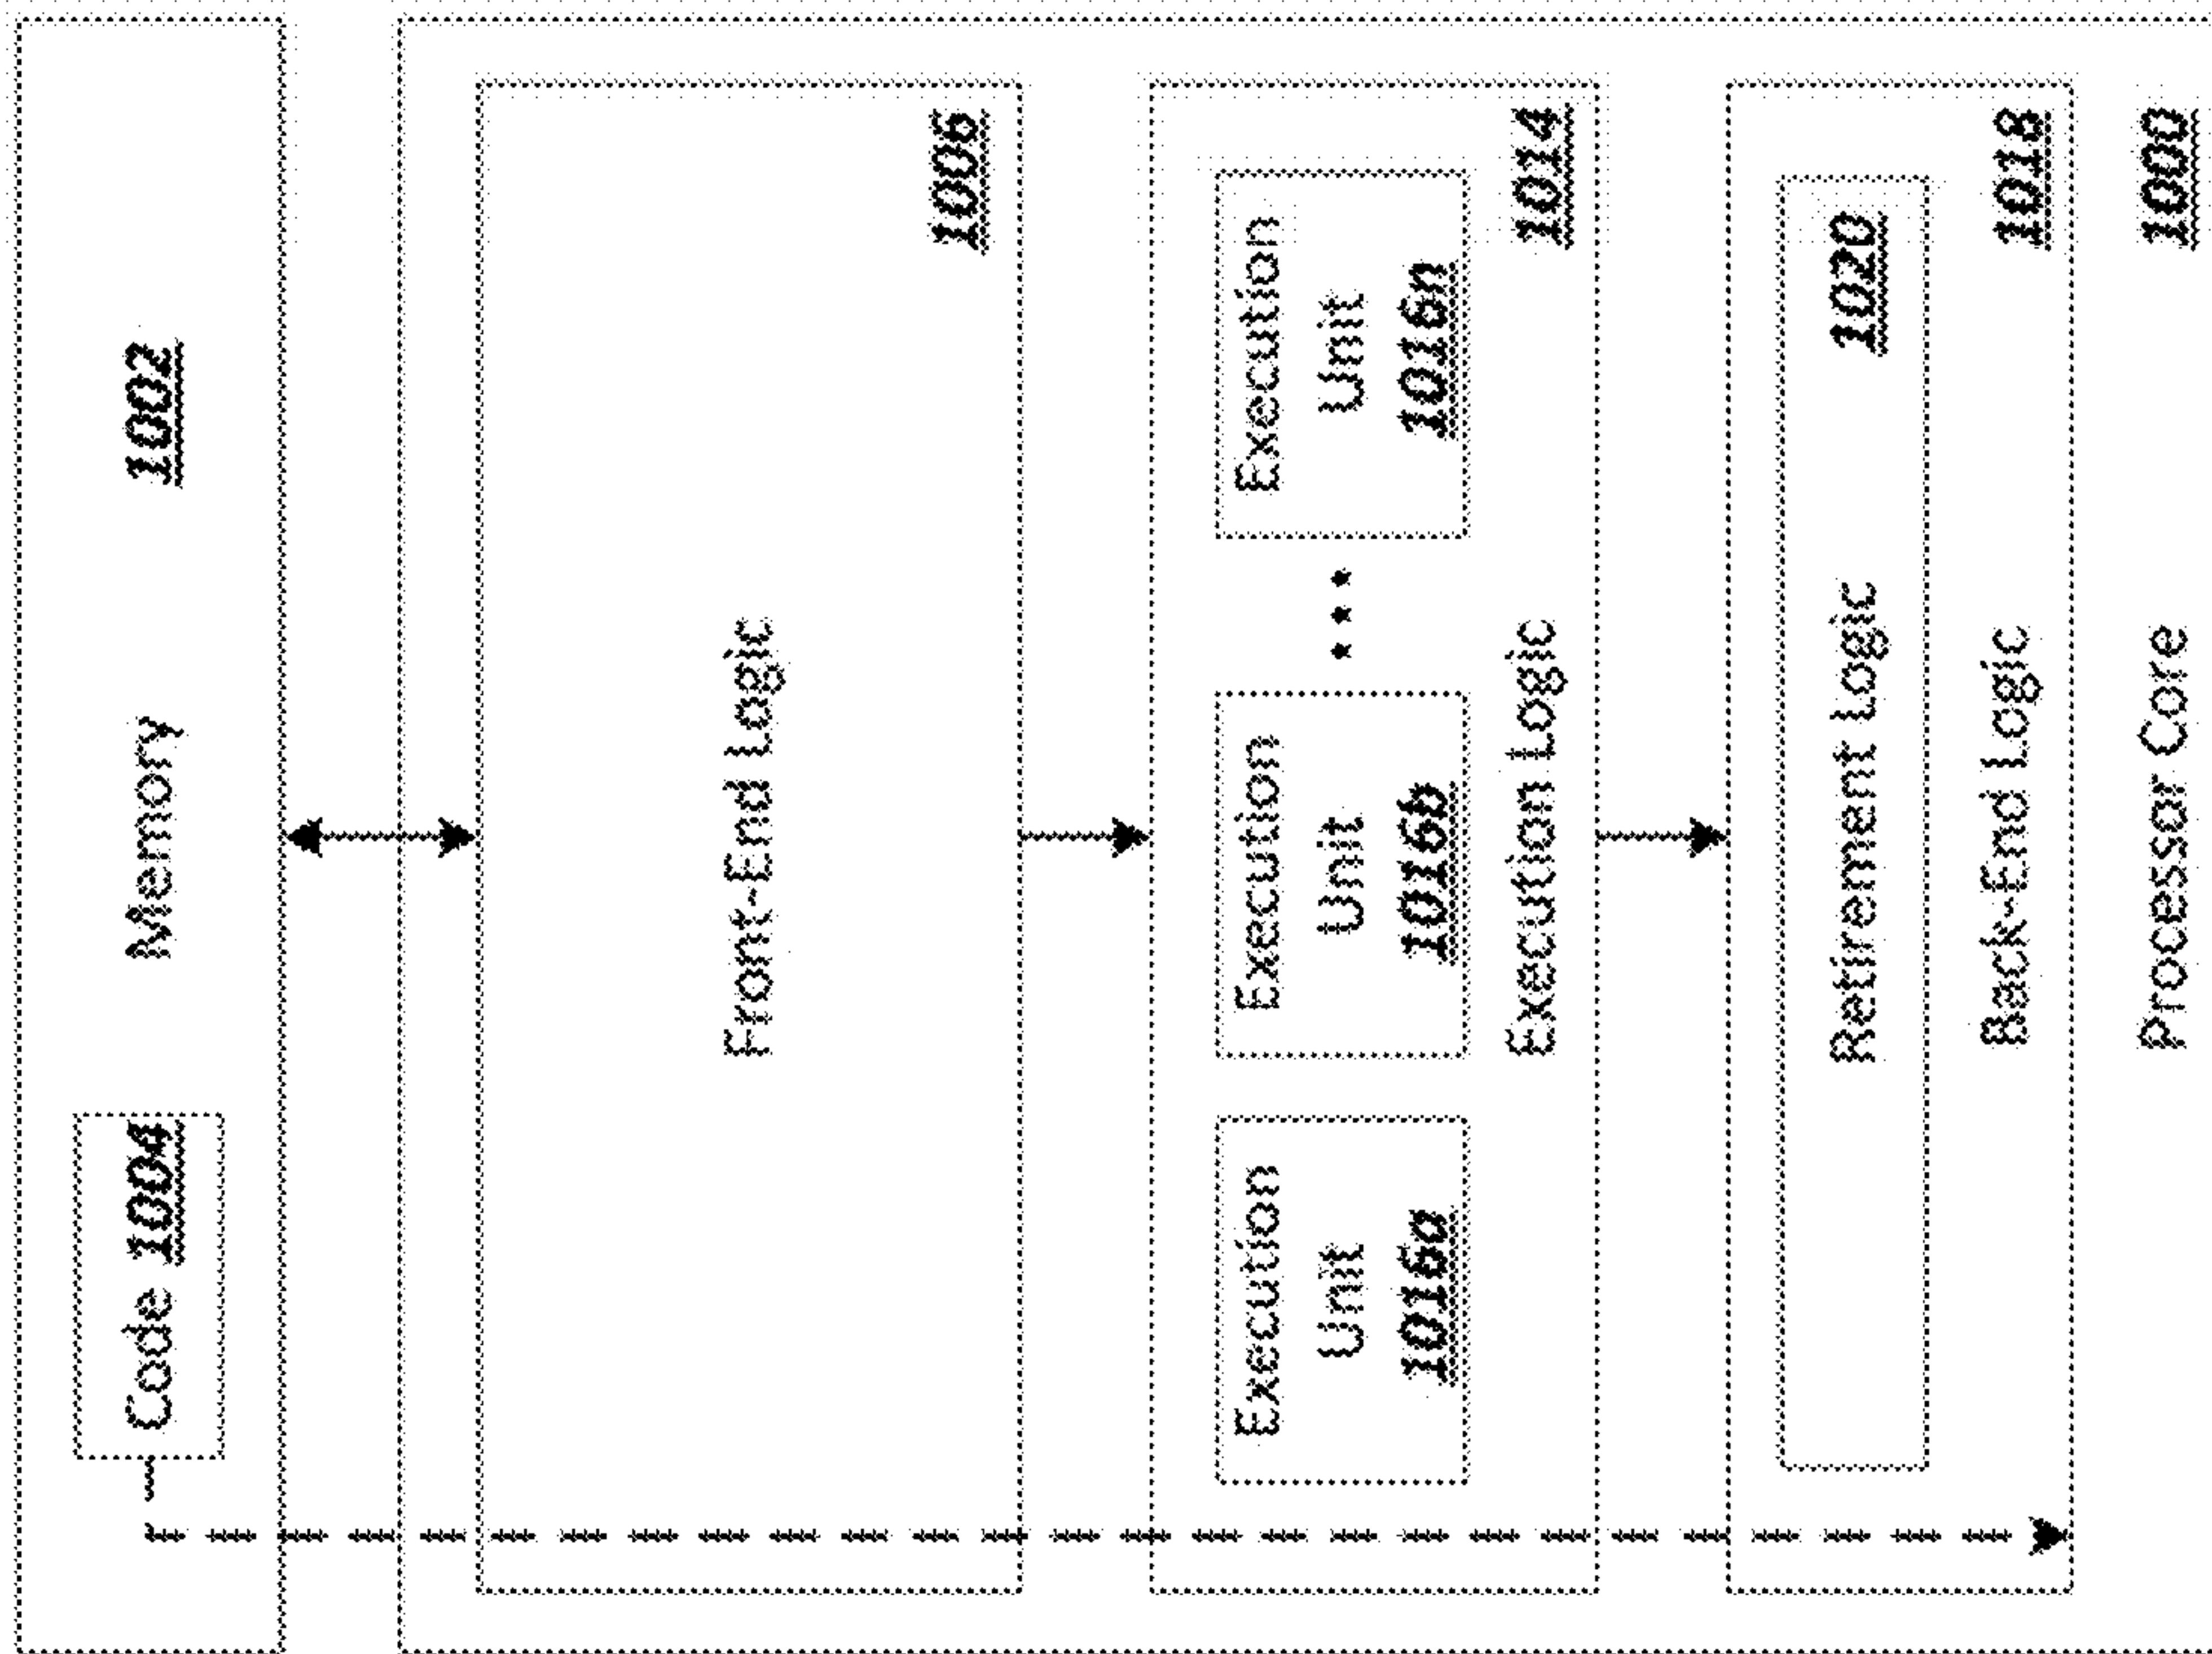 Code 1004 Memory 1002
Front-End Logic
1006
Execution
Unit
1016a
Execution
Unit
1016b
Execution
Unit
1016n
Execution Logic 1014
Retirement Logic 1020
Back-End Logic 1018
Processor Core 1000